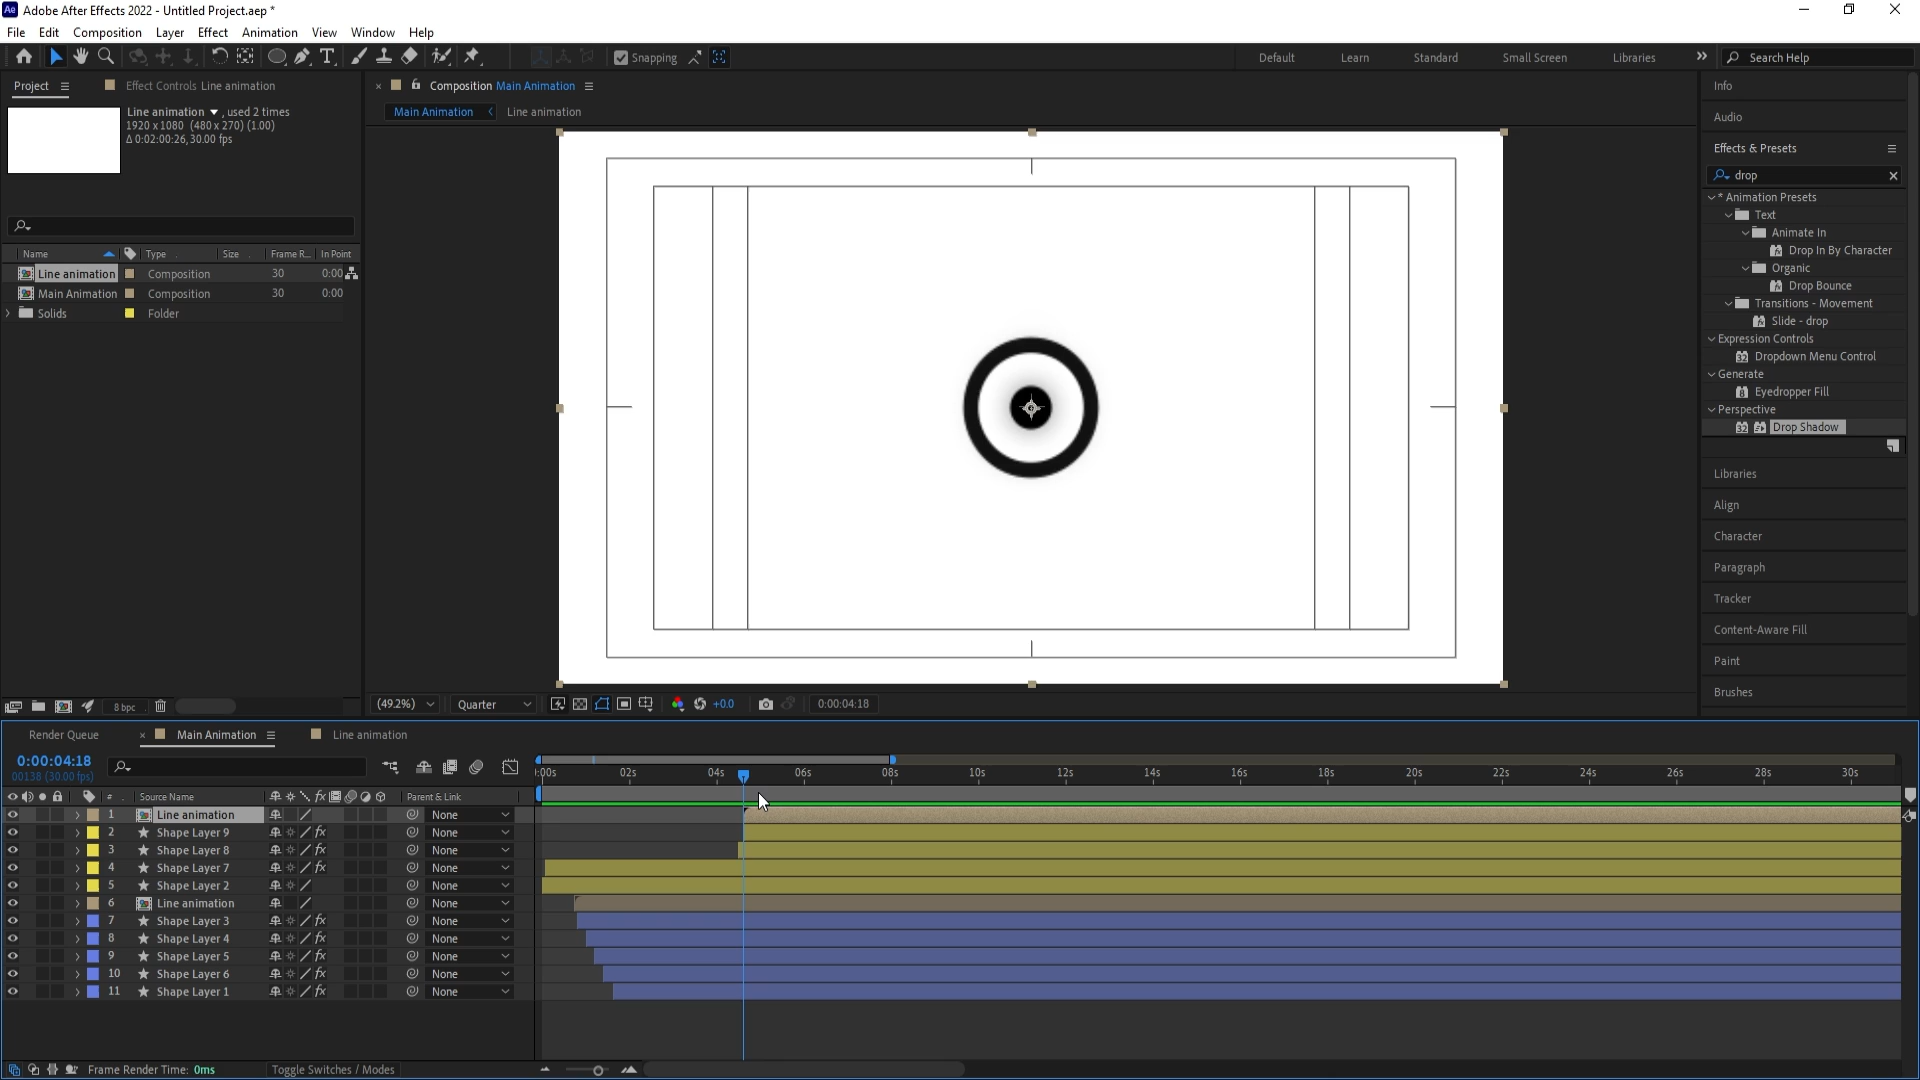 Ae Adobe After Effects 2022 - Untitled Project.aep *
File Edit Composition Layer Effect Animation View Window Help
Snapping
Default Learn Standard Small Screen Libraries » Search Help
Project
Effect Controls Line animation
Line animation , used 2 times
1920 x 1080 (480 x 270) (1.00)
Δ 0:02:00:26, 30.00 fps
Name Type Size Frame R... In Point
Line animation Composition 30 0:00
Main Animation Composition 30 0:00
Solids Folder
8 bpc
Composition Main Animation
Main Animation Line animation
(49.2%) Quarter +0.0 0:00:04:18
Info
Audio
Effects & Presets
drop
* Animation Presets
Text
Animate In
Drop In By Character
Organic
Drop Bounce
Transitions - Movement
Slide - drop
Expression Controls
Dropdown Menu Control
Generate
Eyedropper Fill
Perspective
32 Drop Shadow
Libraries
Align
Character
Paragraph
Tracker
Content-Aware Fill
Paint
Brushes
Render Queue Main Animation Line animation
0:00:04:18
00138 (30.00 fps)
:00s 02s 04s 06s 08s 10s 12s 14s 16s 18s 20s 22s 24s 26s 28s 30s
# Source Name fx Parent & Link
1 Line animation None
2 Shape Layer 9 fx None
3 Shape Layer 8 fx None
4 Shape Layer 7 fx None
5 Shape Layer 2 None
6 Line animation None
7 Shape Layer 3 fx None
8 Shape Layer 4 fx None
9 Shape Layer 5 fx None
10 Shape Layer 6 fx None
11 Shape Layer 1 fx None
Frame Render Time: 0ms Toggle Switches / Modes